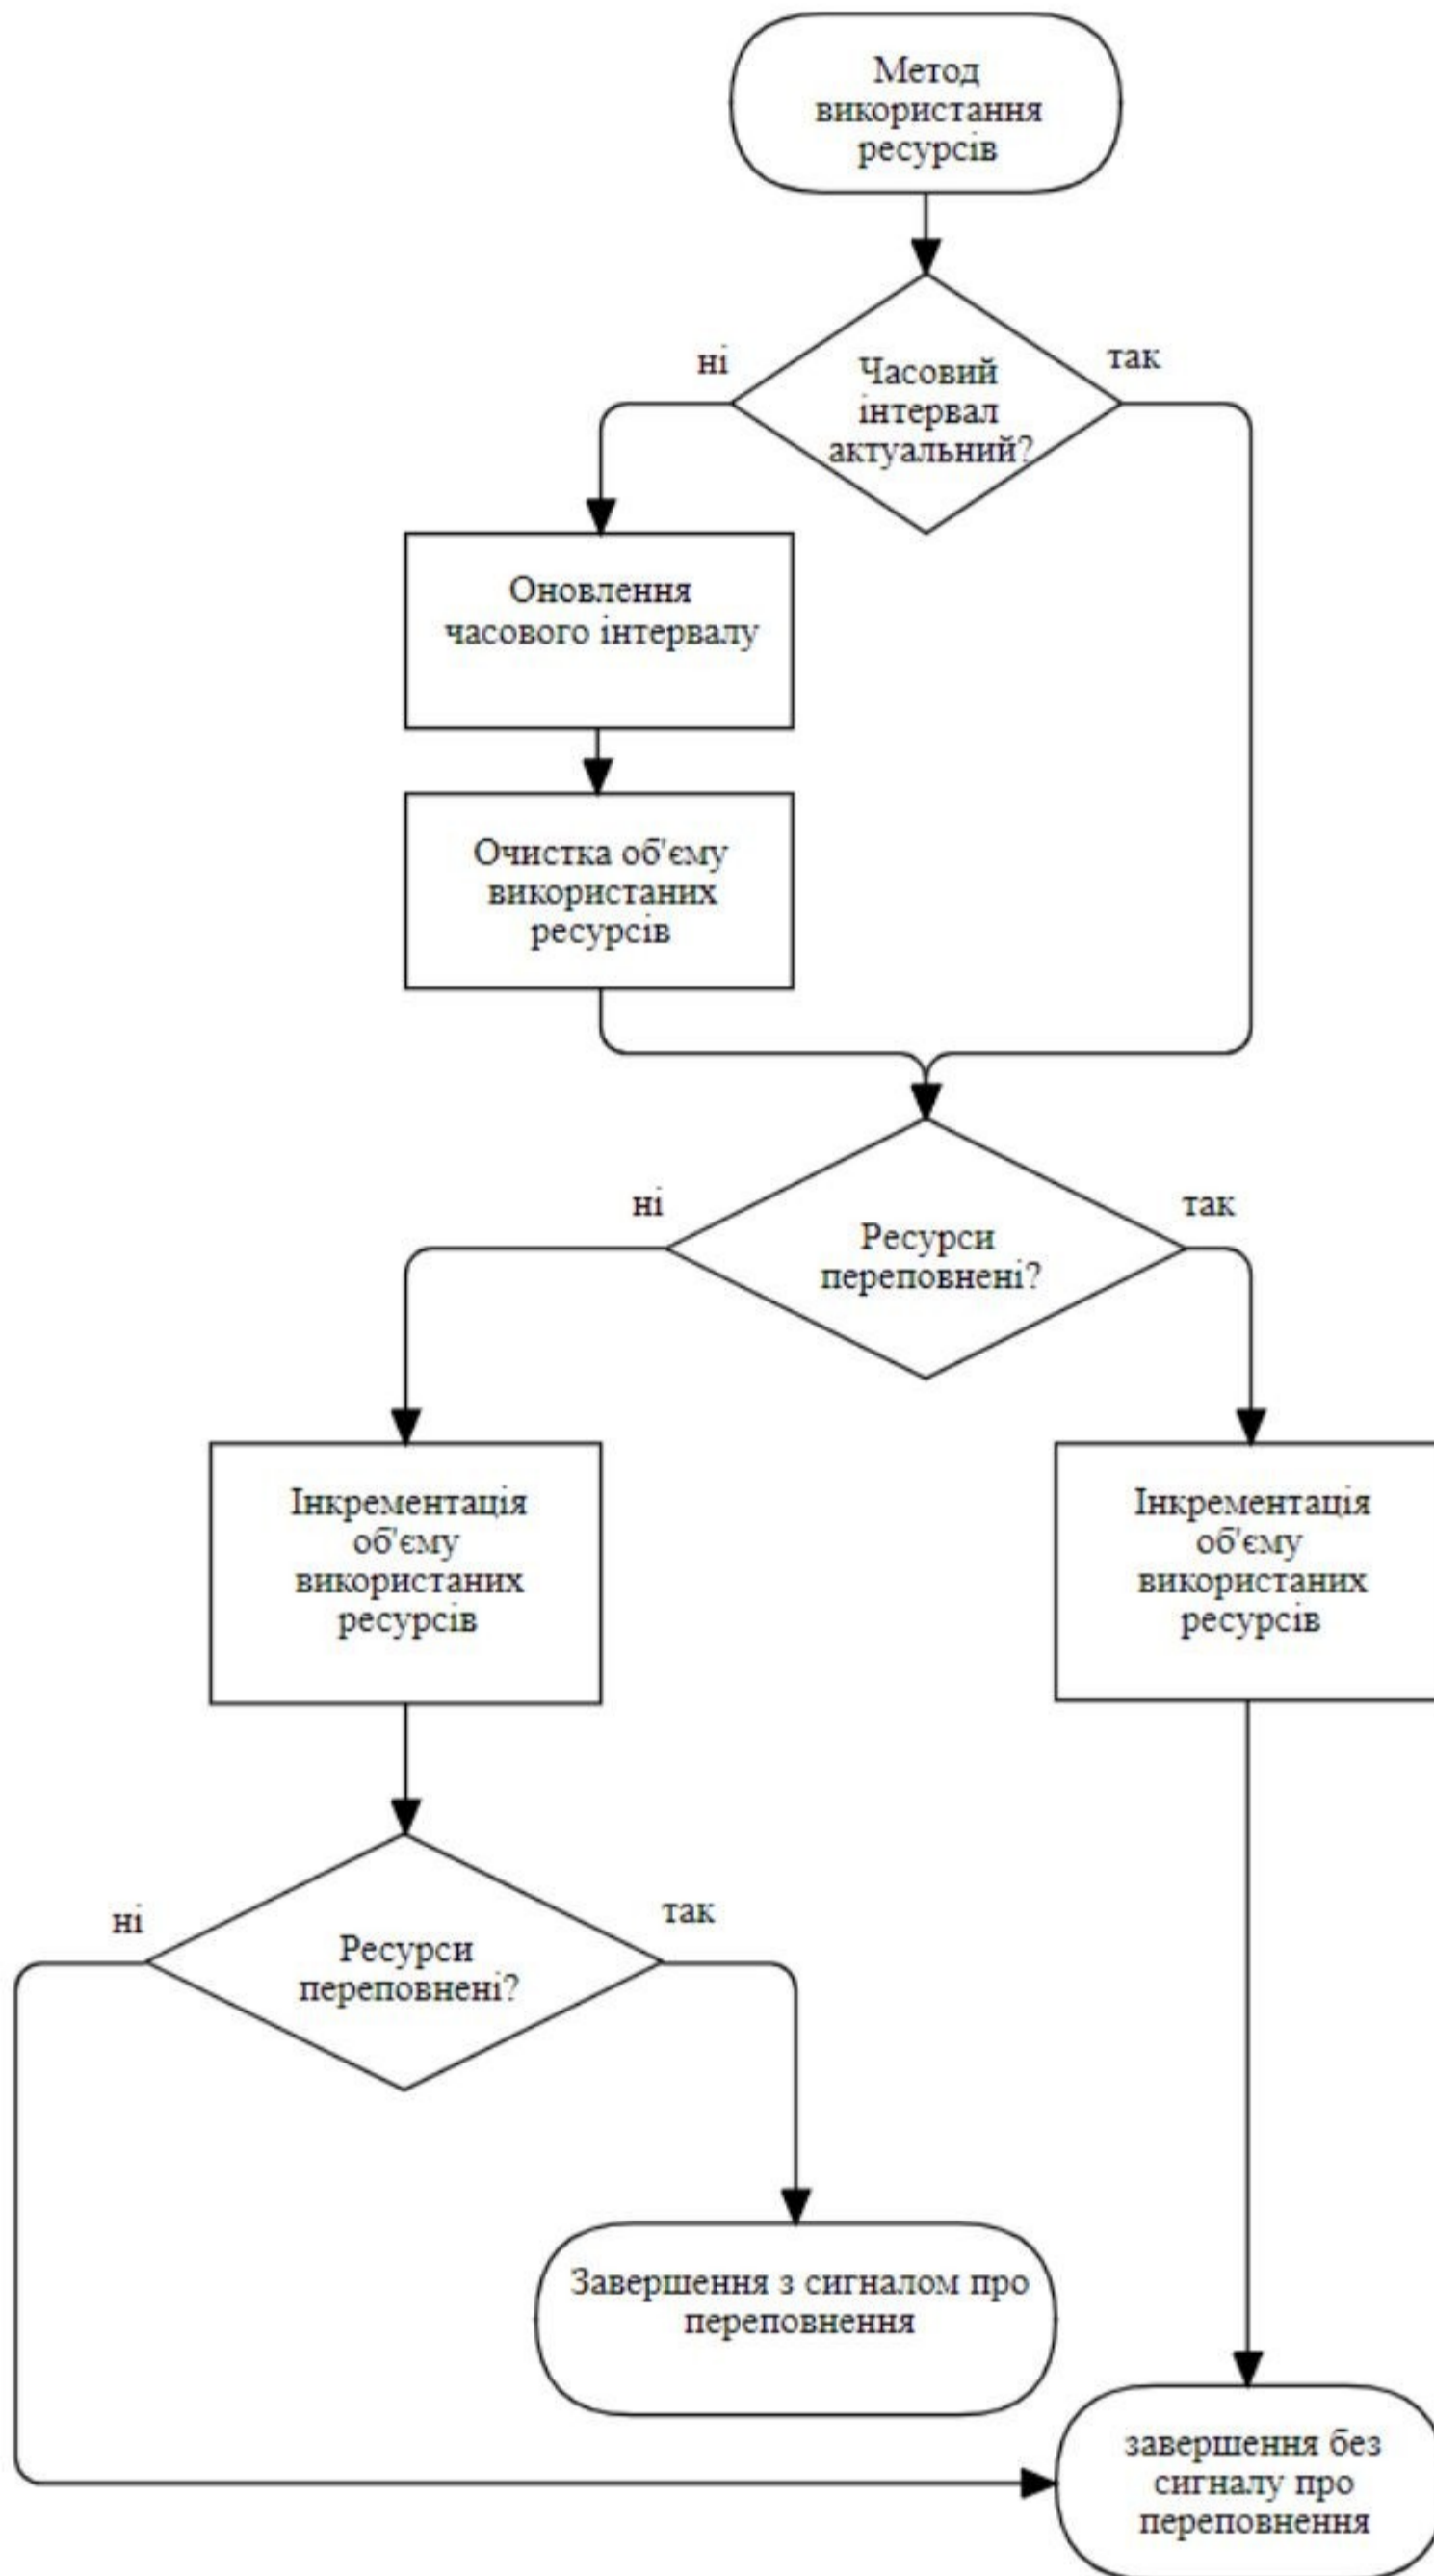 Метод
використання
ресурсів
ні
так
Часовий
інтервал
актуальний?
Оновлення
часового інтервалу
Очистка об'єму
використаних
ресурсів
ні
так
Ресурси
переповнені?
Інкрементація
об'єму
використаних
ресурсів
Інкрементація
об'єму
використаних
ресурсів
ні
так
Ресурси
переповнені?
Завершення з сигналом про
переповнення
завершення без
сигналу про
переповнення